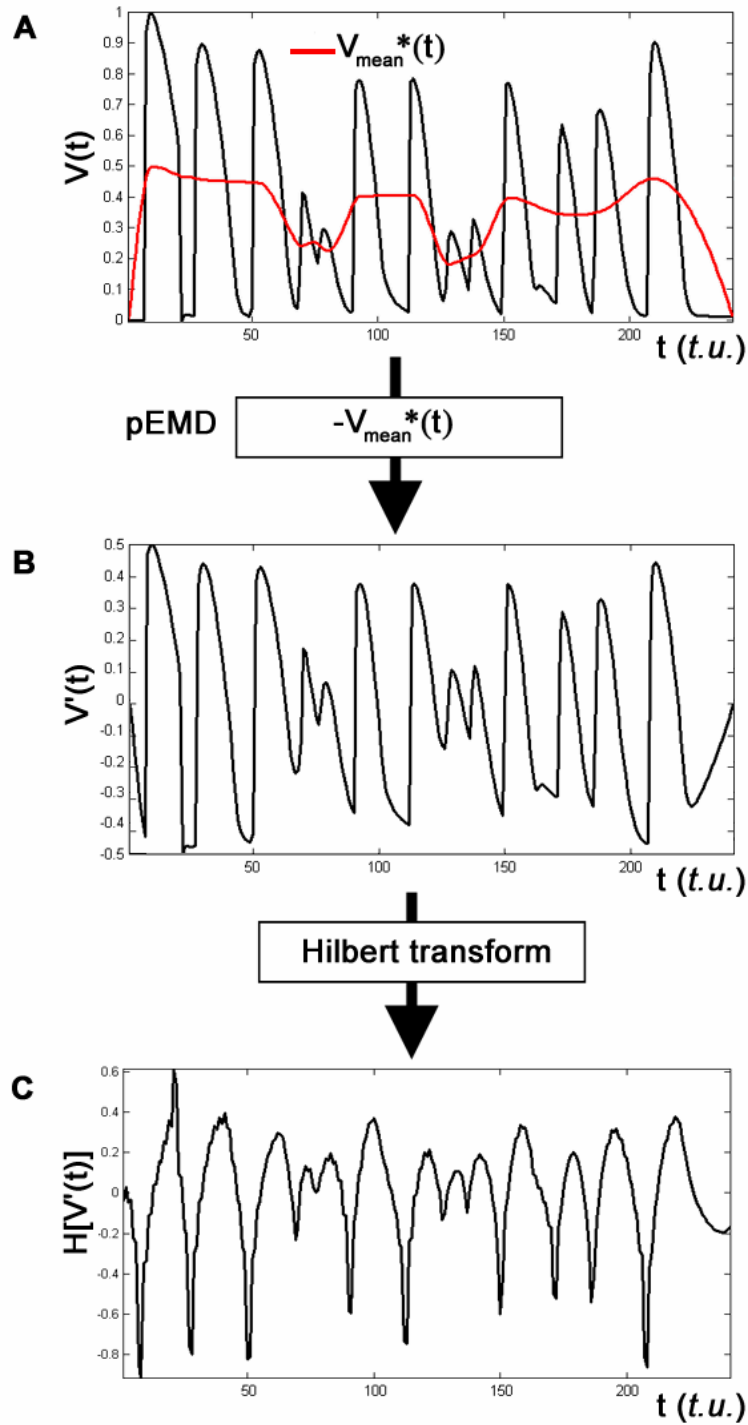 A
V(t)
1
0.9
0.8
0.7
0.6
0.5
0.4
0.3
0.2
0.1
0
Vmean*(t)
50 100 150 200
t (t.u.)
pEMD
-Vmean*(t)
B
V'(t)
0.5
0.4
0.3
0.2
0.1
0
-0.1
-0.2
-0.3
-0.4
-0.5
50 100 150 200
t (t.u.)
Hilbert transform
C
H[V'(t)]
0.6
0.4
0.2
0
-0.2
-0.4
-0.6
-0.8
50 100 150 200
t (t.u.)